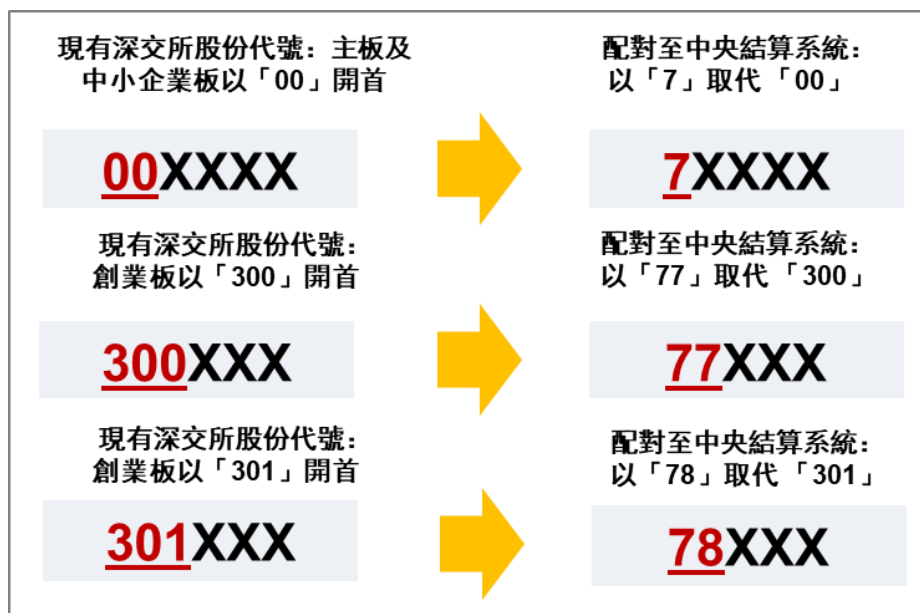 現有深交所股份代號：主板及
中小企業板以「00」開首
配對至中央結算系統：
以「7」取代「00」
00XXXX
7XXXX
現有深交所股份代號：
創業板以「300」開首
配對至中央結算系統：
以「77」取代「300」
300XXX
77XXX
現有深交所股份代號：
創業板以「301」開首
配對至中央結算系統：
以「78」取代「301」
301XXX
78XXX